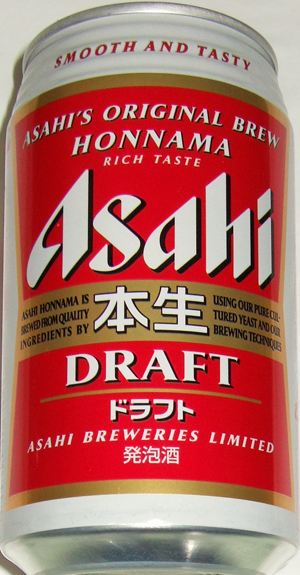 SMOOTH AND TASTY
ASAHI'S ORIGINAL BREW
HONNAMA
RICH TASTE
Asahi
ASAHI HONNAMA IS
BREWED FROM QUALITY
INGREDIENTS BY
本生
USING OUR PURE CUL-
TURED YEAST AND OUR
BREWING TECHNIQUES
DRAFT
ドラフト
ASAHI BREWERIES LIMITED
発泡酒